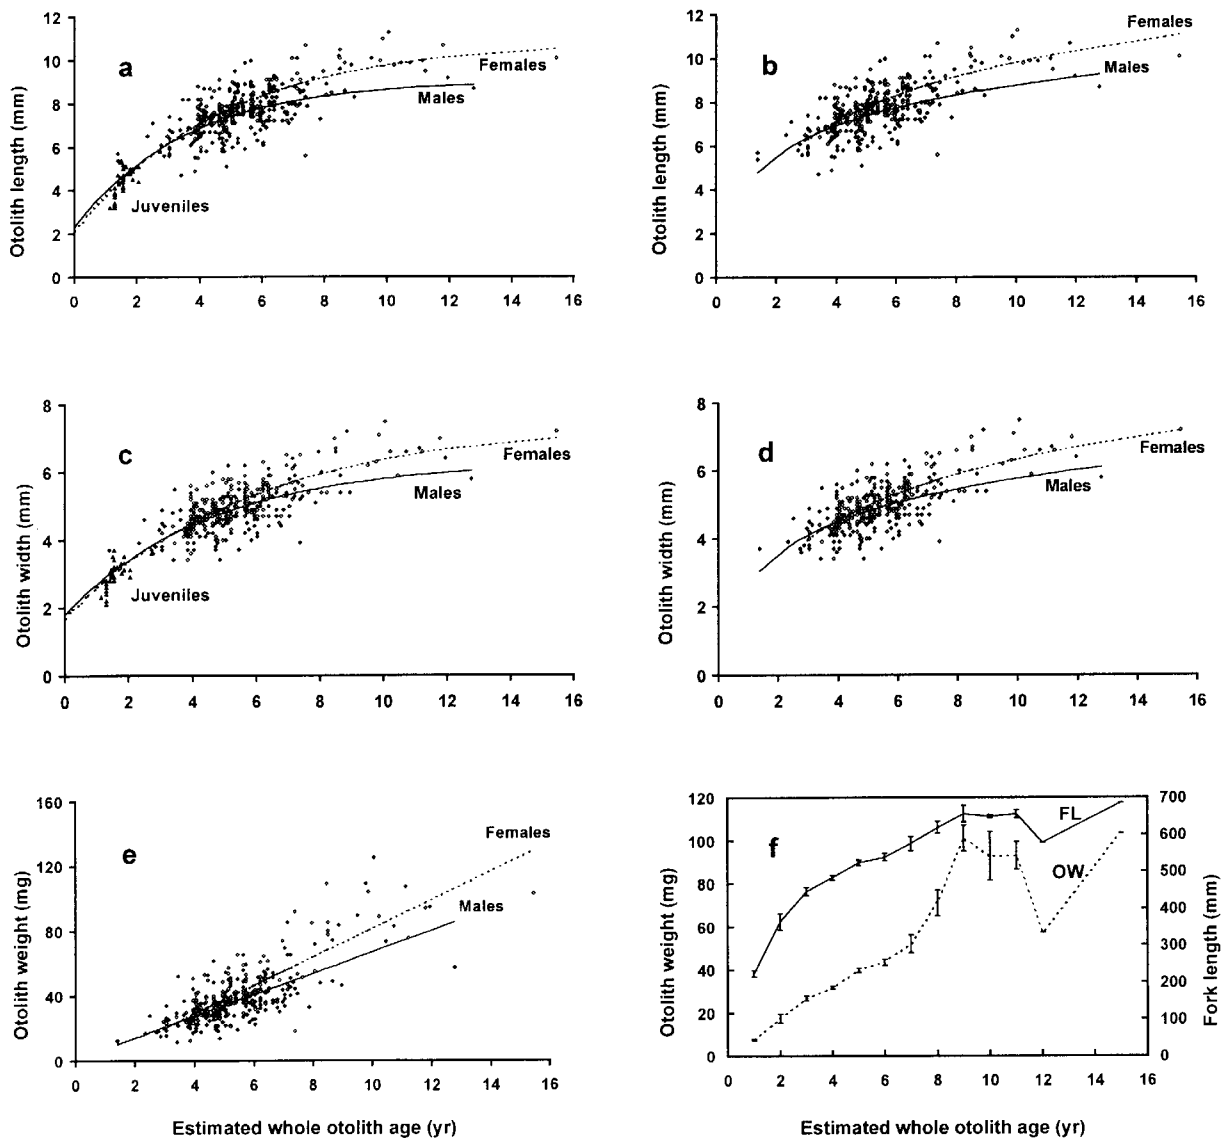 a
Otolith length (mm)
12
10
8
6
4
2
0
0 2 4 6 8 10 12 14 16
Females
Males
Juveniles
b
Otolith length (mm)
12
10
8
6
4
2
0
0 2 4 6 8 10 12 14 16
Females
Males
c
Otolith width (mm)
8
6
4
2
0
0 2 4 6 8 10 12 14 16
Females
Males
Juveniles
d
Otolith width (mm)
8
6
4
2
0
0 2 4 6 8 10 12 14 16
Females
Males
e
Otolith weight (mg)
160
120
80
40
0
0 2 4 6 8 10 12 14 16
Females
Males
Estimated whole otolith age (yr)
f
Otolith weight (mg)
120
100
80
60
40
20
0
0 2 4 6 8 10 12 14 16
FL
OW
700
600
500
400
300
200
100
0
Fork length (mm)
Estimated whole otolith age (yr)